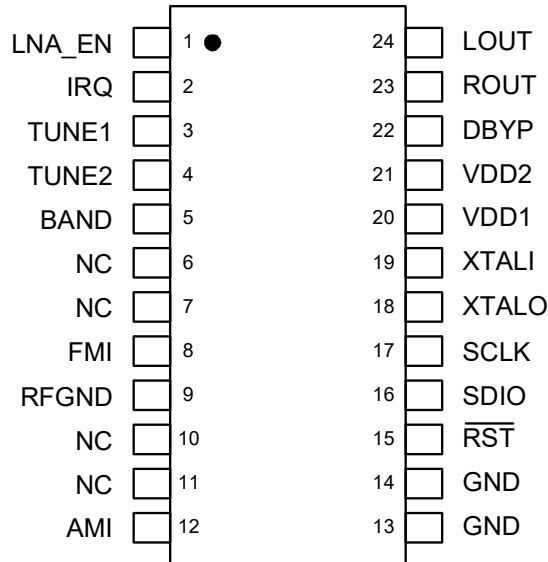 LNA_EN 1 24 LOUT
IRQ 2 23 ROUT
TUNE1 3 22 DBYP
TUNE2 4 21 VDD2
BAND 5 20 VDD1
NC 6 19 XTALI
NC 7 18 XTALO
FMI 8 17 SCLK
RFGND 9 16 SDIO
NC 10 15 R̅S̅T̅
NC 11 14 GND
AMI 12 13 GND